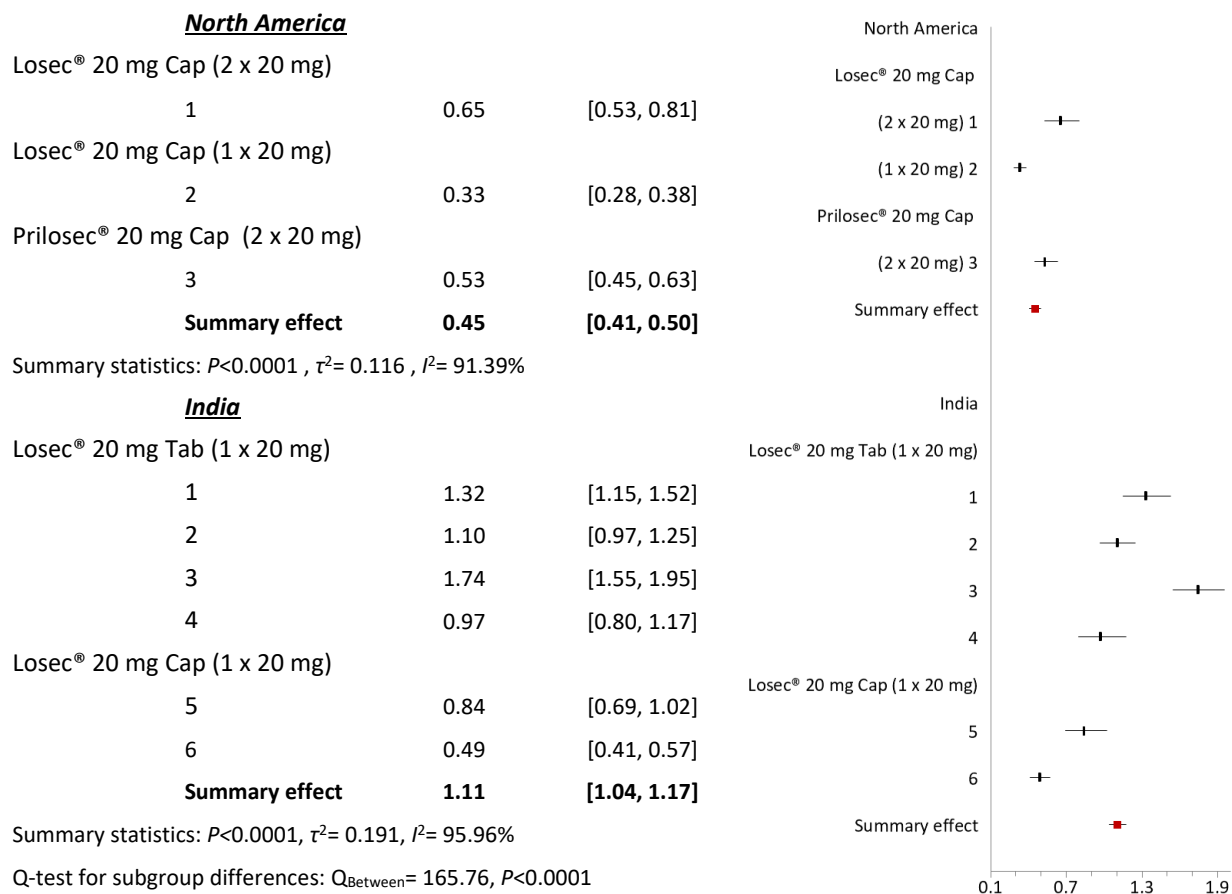 North America
Losec® 20 mg Cap (2 x 20 mg)
1 0.65 [0.53, 0.81]
Losec® 20 mg Cap (1 x 20 mg)
2 0.33 [0.28, 0.38]
Prilosec® 20 mg Cap (2 x 20 mg)
3 0.53 [0.45, 0.63]
Summary effect 0.45 [0.41, 0.50]
Summary statistics: P<0.0001 , τ²= 0.116 , I²= 91.39%
India
Losec® 20 mg Tab (1 x 20 mg)
1 1.32 [1.15, 1.52]
2 1.10 [0.97, 1.25]
3 1.74 [1.55, 1.95]
4 0.97 [0.80, 1.17]
Losec® 20 mg Cap (1 x 20 mg)
5 0.84 [0.69, 1.02]
6 0.49 [0.41, 0.57]
Summary effect 1.11 [1.04, 1.17]
Summary statistics: P<0.0001, τ²= 0.191, I²= 95.96%
Q-test for subgroup differences: QBetween= 165.76, P<0.0001
North America
Losec® 20 mg Cap
(2 x 20 mg) 1
(1 x 20 mg) 2
Prilosec® 20 mg Cap
(2 x 20 mg) 3
Summary effect
India
Losec® 20 mg Tab (1 x 20 mg)
1
2
3
4
Losec® 20 mg Cap (1 x 20 mg)
5
6
Summary effect
0.1 0.7 1.3 1.9